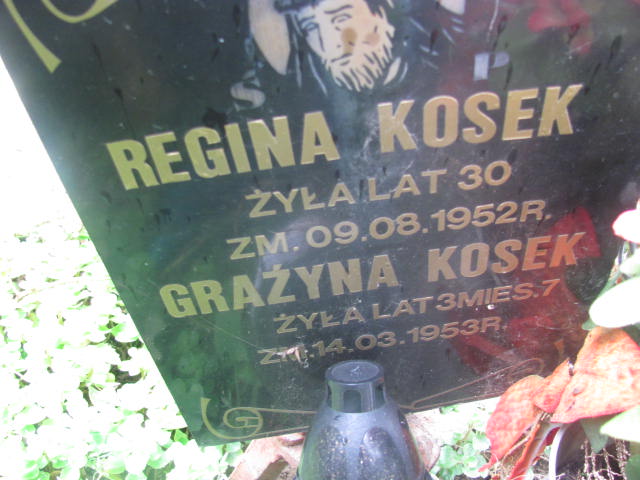 Ś P
REGINA KOSEK
ŻYŁA LAT 30
ZM. 09.08.1952R.
GRAŻYNA KOSEK
ŻYŁA LAT 3 MIES. 7
ZM. 14.03.1953R.